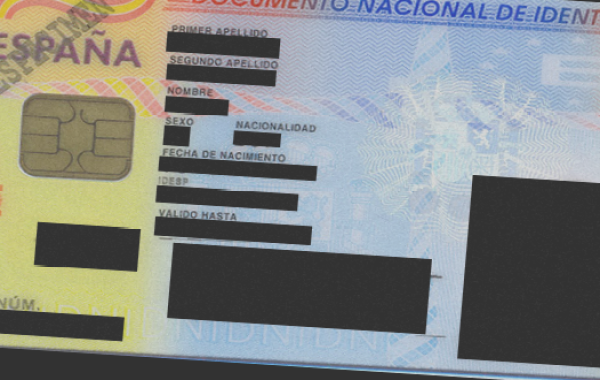 DOCUMENTO NACIONAL DE IDENT
ESPAÑA
ESPECIMEN
PRIMER APELLIDO
SEGUNDO APELLIDO
NOMBRE
SEXO NACIONALIDAD
FECHA DE NACIMIENTO
IDESP
VALIDO HASTA
NÚM.